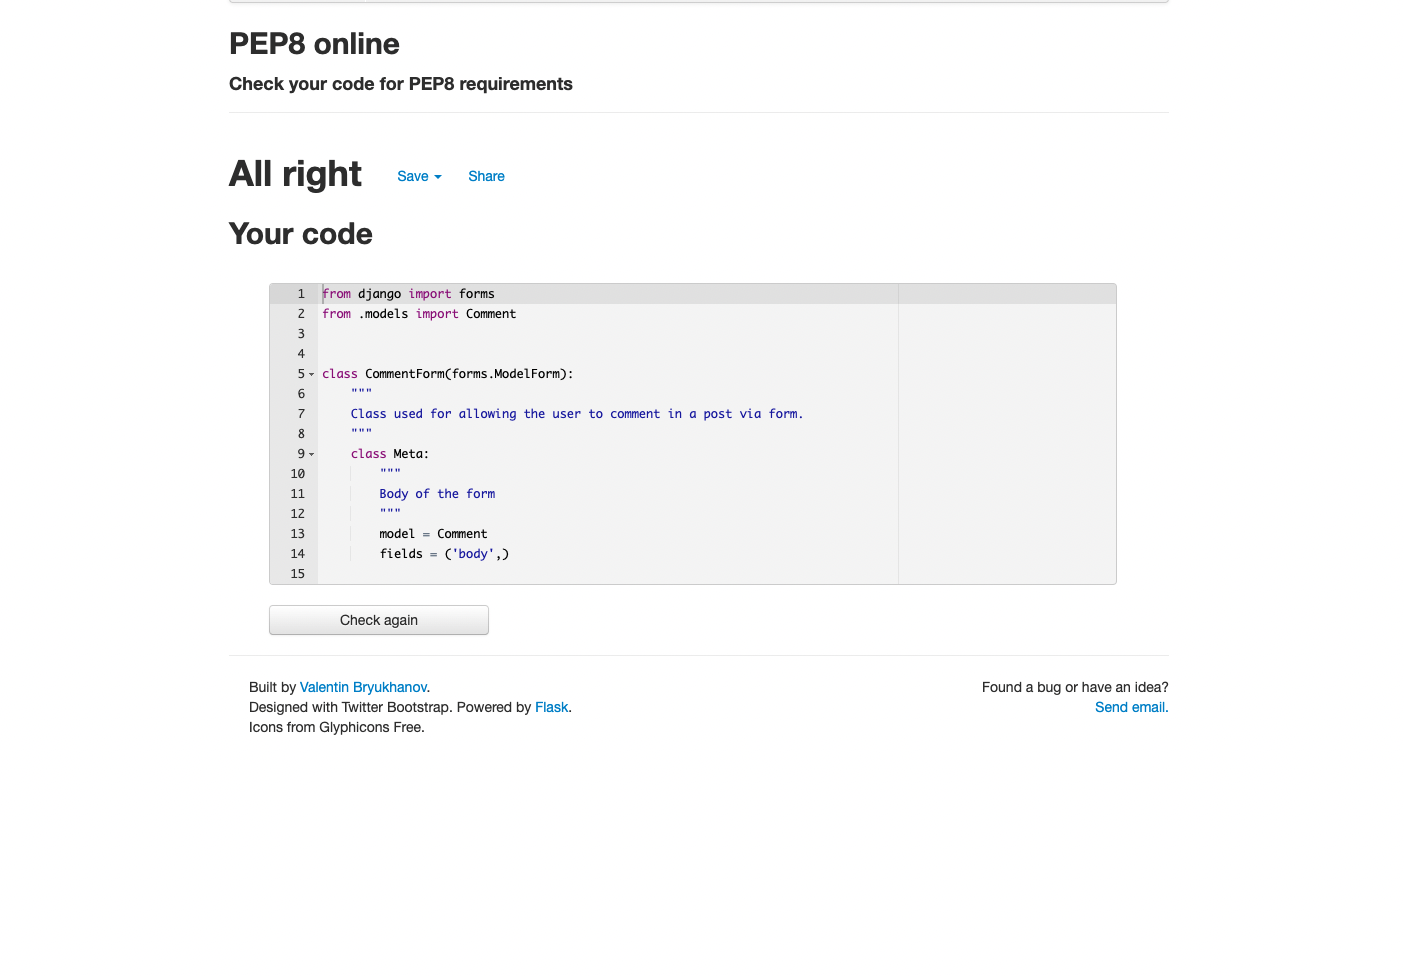 PEP8 online
Check your code for PEP8 requirements
All right Save Share
Your code
1 from django import forms
2 from .models import Comment
3
4
5 class CommentForm(forms.ModelForm):
6     """
7     Class used for allowing the user to comment in a post via form.
8     """
9     class Meta:
10         """
11         Body of the form
12         """
13         model = Comment
14         fields = ('body',)
15
Check again
Built by Valentin Bryukhanov.
Designed with Twitter Bootstrap. Powered by Flask.
Icons from Glyphicons Free.
Found a bug or have an idea?
Send email.